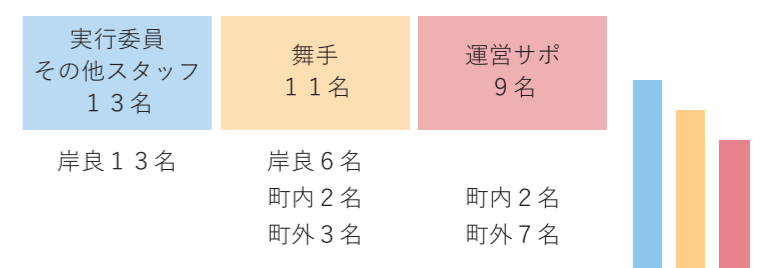 実行委員
その他スタッフ
１３名
舞手
１１名
運営サポ
９名
岸良１３名
岸良６名
町内２名
町外３名
町内２名
町外７名